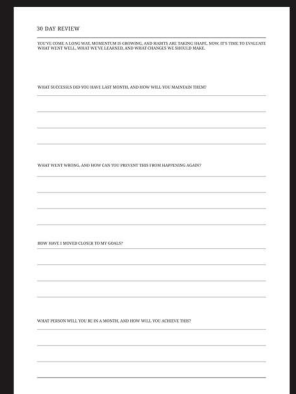 30 DAY REVIEW
YOU'VE COME A LONG WAY, MOMENTUM IS GROWING, AND HABITS ARE TAKING SHAPE. NOW IT'S TIME TO EVALUATE
WHAT WENT WELL, WHAT WE'VE LEARNED, AND WHAT CHANGES WE SHOULD MAKE.
WHAT SUCCESSES DID YOU HAVE LAST MONTH, AND HOW WILL YOU MAINTAIN THEM?
WHAT WENT WRONG, AND HOW CAN YOU PREVENT THIS FROM HAPPENING AGAIN?
HOW HAVE I MOVED CLOSER TO MY GOALS?
WHAT PERSON WILL YOU BE IN A MONTH, AND HOW WILL YOU ACHIEVE THIS?